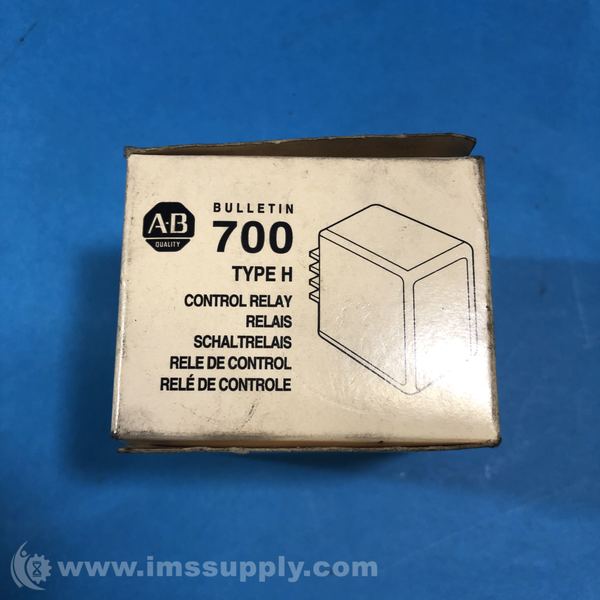 A·B
QUALITY
BULLETIN
700
TYPE H
CONTROL RELAY
RELAIS
SCHALTRELAIS
RELE DE CONTROL
RELÉ DE CONTROLE
www.imssupply.com